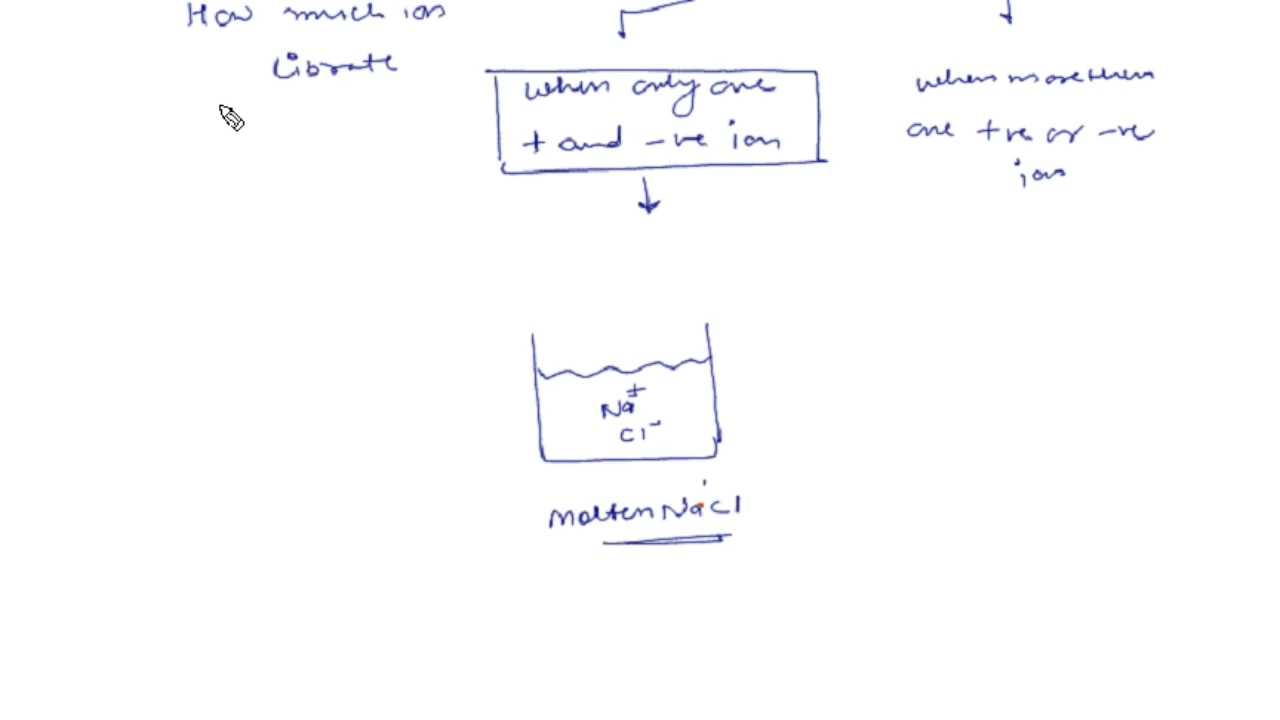 How much ion
librate
when only one
+ and -ve ion
when more then
one +ve or -ve
ion
Na+
Cl-
Molten NaCl